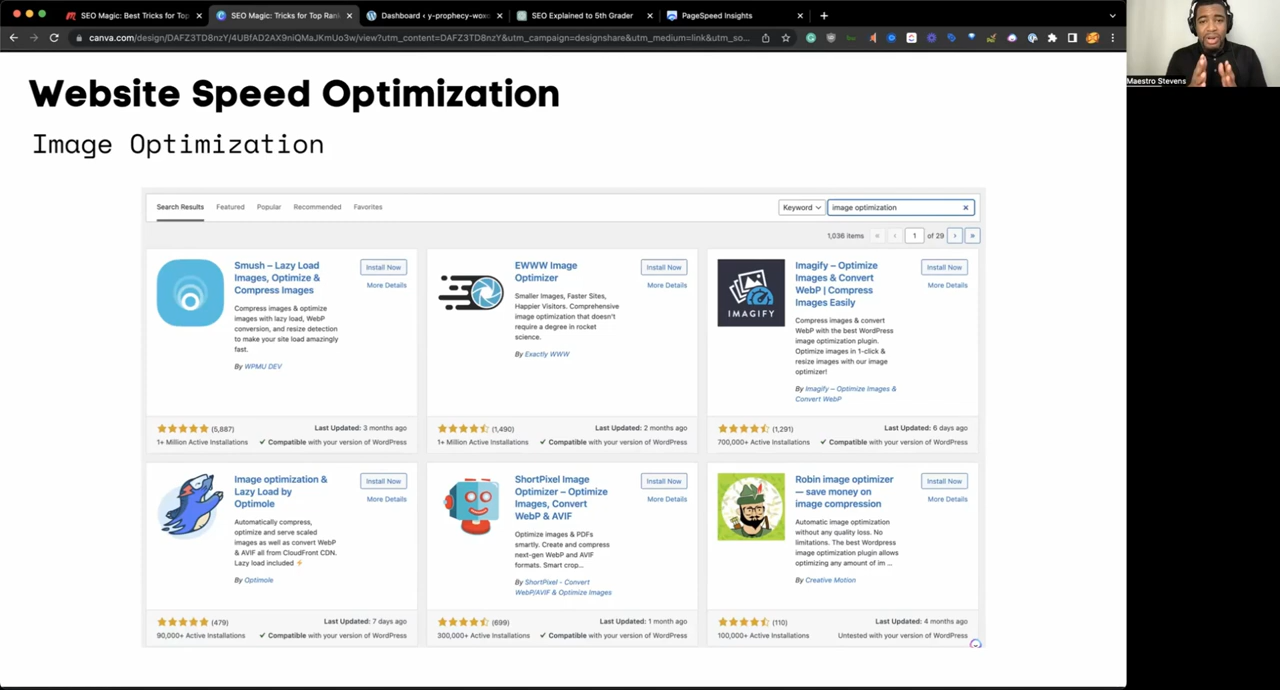 SEO Magic: Best Tricks for Top
SEO Magic: Tricks for Top Rank
Dashboard ‹ y-prophecy-woxo
SEO Explained to 5th Grader
PageSpeed Insights
canva.com/design/DAFZ3TD8nzY/4UBfAD2AX9niQMaJKmUo3w/view?utm_content=DAFZ3TD8nzY&utm_campaign=designshare&utm_medium=link&utm_so...
Maestro Stevens
Website Speed Optimization
Image Optimization
Search Results Featured Popular Recommended Favorites
Keyword image optimization
1,036 items « ‹ 1 of 29 › »
Smush – Lazy Load
Images, Optimize &
Compress Images
Install Now
More Details
Compress images & optimize
images with lazy load, WebP
conversion, and resize detection
to make your site load amazingly
fast.
By WPMU DEV
(5,887)
Last Updated: 3 months ago
1+ Million Active Installations
✓ Compatible with your version of WordPress
EWWW Image
Optimizer
Install Now
More Details
Smaller Images, Faster Sites,
Happier Visitors. Comprehensive
image optimization that doesn't
require a degree in rocket
science.
By Exactly WWW
(1,490)
Last Updated: 2 months ago
1+ Million Active Installations
✓ Compatible with your version of WordPress
IMAGIFY
Imagify – Optimize
Images & Convert
WebP | Compress
Images Easily
Install Now
More Details
Compress images & convert
WebP with the best WordPress
image optimization plugin.
Optimize images in 1-click &
resize images with our image
optimizer!
By Imagify – Optimize Images &
Convert WebP
(1,291)
Last Updated: 6 days ago
700,000+ Active Installations
✓ Compatible with your version of WordPress
Image optimization &
Lazy Load by
Optimole
Install Now
More Details
Automatically compress,
optimize and serve scaled
images as well as convert WebP
& AVIF all from CloudFront CDN.
Lazy load included ⚡
By Optimole
(479)
Last Updated: 7 days ago
90,000+ Active Installations
✓ Compatible with your version of WordPress
ShortPixel Image
Optimizer – Optimize
Images, Convert
WebP & AVIF
Install Now
More Details
Optimize images & PDFs
smartly. Create and compress
next-gen WebP and AVIF
formats. Smart crop...
By ShortPixel - Convert
WebP/AVIF & Optimize Images
(699)
Last Updated: 1 month ago
300,000+ Active Installations
✓ Compatible with your version of WordPress
Robin image optimizer
— save money on
image compression
Install Now
More Details
Automatic image optimization
without any quality loss. No
limitations. The best Wordpress
image optimization plugin allows
optimizing any amount of im ...
By Creative Motion
(110)
Last Updated: 4 months ago
100,000+ Active Installations
Untested with your version of WordPress